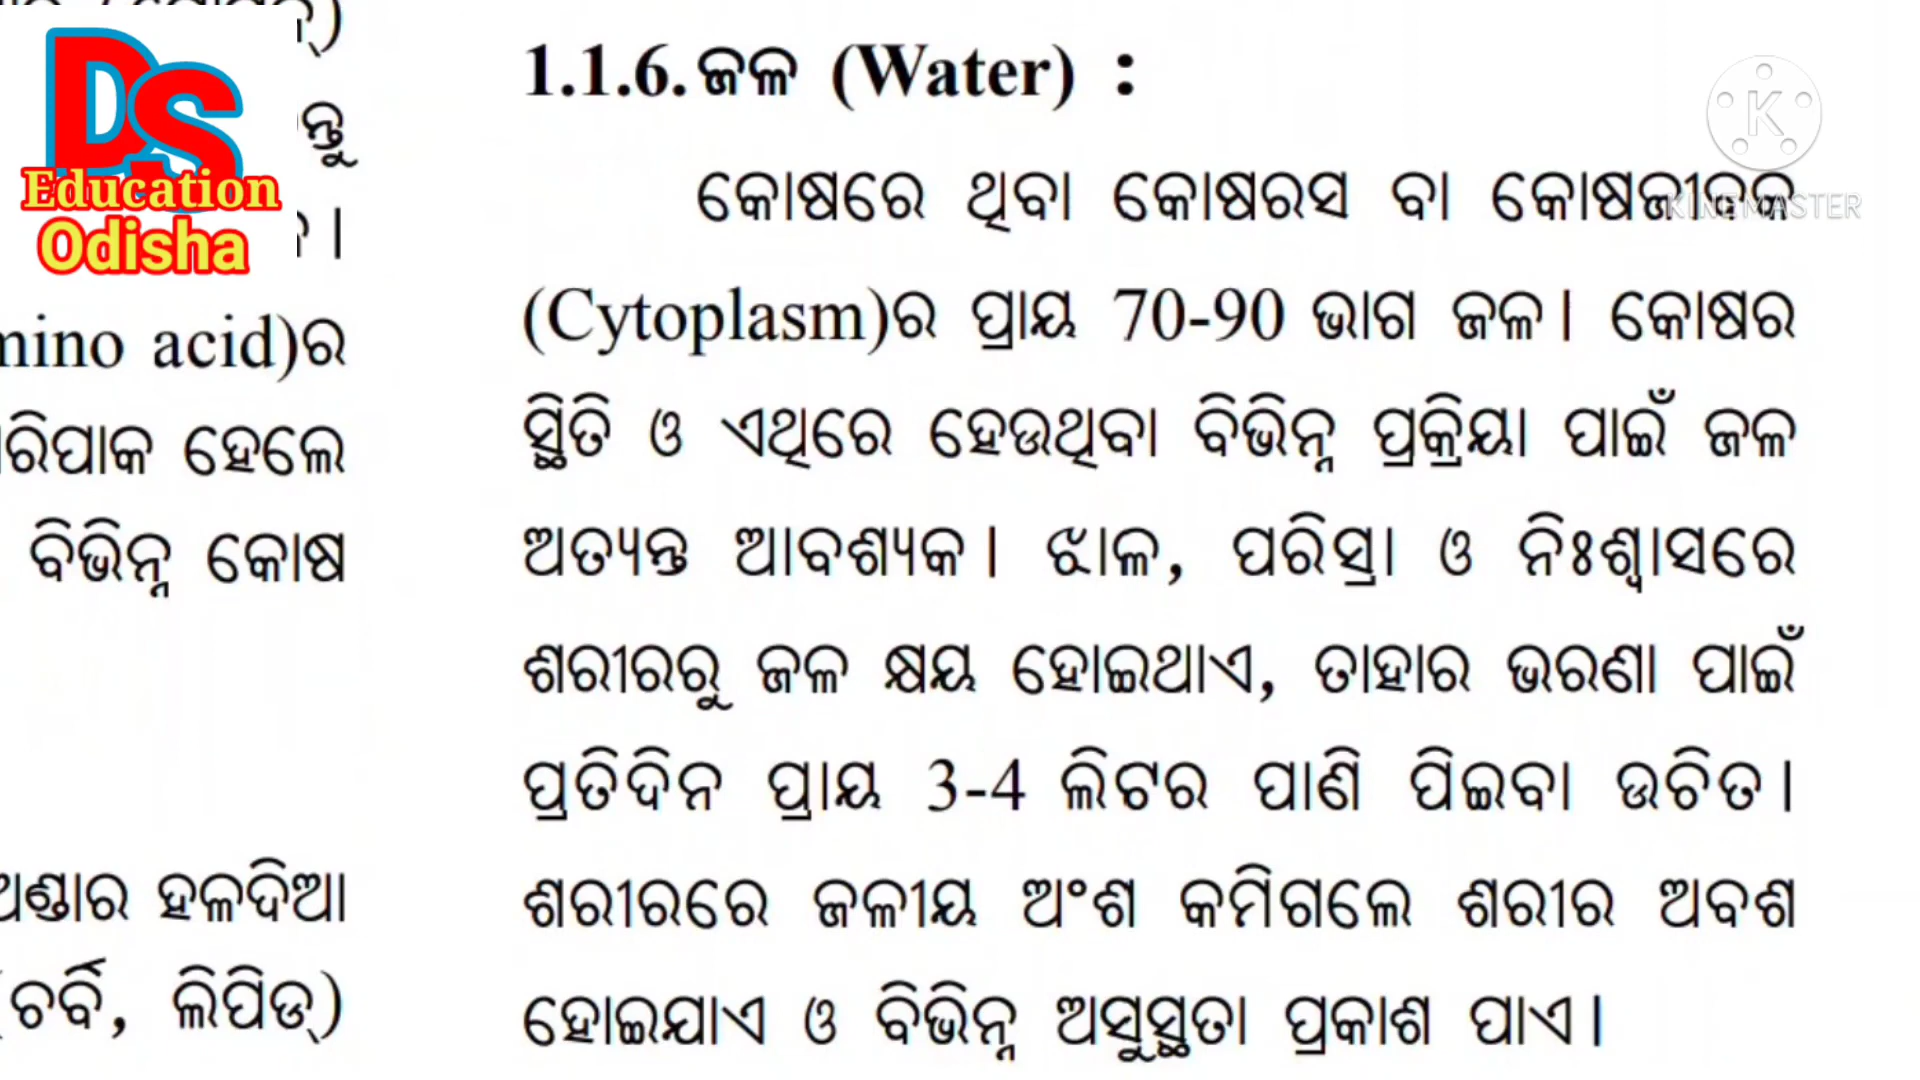 DS
Education
Odisha
ନ୍ତୁ
mino acid)ର
ରିପାକ ହେଲେ
ବିଭିନ୍ନ କୋଷ
ଅଣ୍ଡାର ହଳଦିଆ
(ଚର୍ବି, ଲିପିଡ୍)
1.1.6. ଜଳ (Water) :
କୋଷରେ ଥିବା କୋଷରସ ବା କୋଷଜୀବକ
(Cytoplasm)ର ପ୍ରାୟ 70-90 ଭାଗ ଜଳ। କୋଷର
ସ୍ଥିତି ଓ ଏଥିରେ ହେଉଥିବା ବିଭିନ୍ନ ପ୍ରକ୍ରିୟା ପାଇଁ ଜଳ
ଅତ୍ୟନ୍ତ ଆବଶ୍ୟକ। ଝାଳ, ପରିସ୍ରା ଓ ନିଃଶ୍ୱାସରେ
ଶରୀରରୁ ଜଳ କ୍ଷୟ ହୋଇଥାଏ, ତାହାର ଭରଣା ପାଇଁ
ପ୍ରତିଦିନ ପ୍ରାୟ 3-4 ଲିଟର ପାଣି ପିଇବା ଉଚିତ।
ଶରୀରରେ ଜଳୀୟ ଅଂଶ କମିଗଲେ ଶରୀର ଅବଶ
ହୋଇଯାଏ ଓ ବିଭିନ୍ନ ଅସୁସ୍ଥତା ପ୍ରକାଶ ପାଏ।
K
KINEMASTER